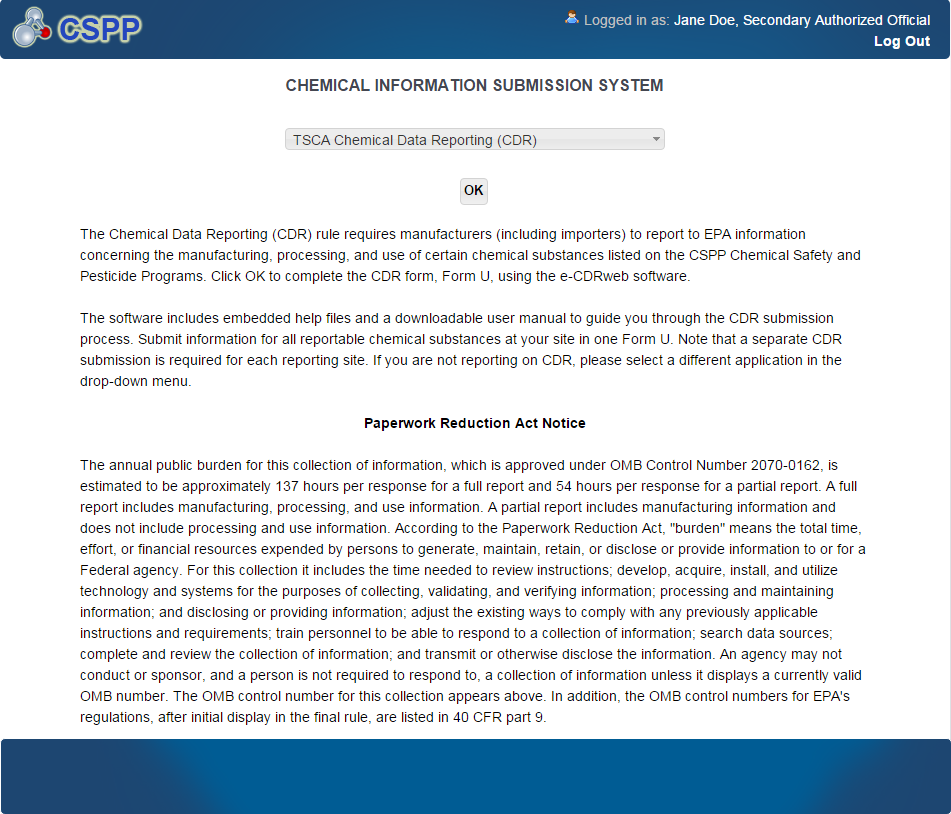 CSPP
Logged in as: Jane Doe, Secondary Authorized Official
Log Out
CHEMICAL INFORMATION SUBMISSION SYSTEM
TSCA Chemical Data Reporting (CDR)
OK
The Chemical Data Reporting (CDR) rule requires manufacturers (including importers) to report to EPA information
concerning the manufacturing, processing, and use of certain chemical substances listed on the CSPP Chemical Safety and
Pesticide Programs. Click OK to complete the CDR form, Form U, using the e-CDRweb software.
The software includes embedded help files and a downloadable user manual to guide you through the CDR submission
process. Submit information for all reportable chemical substances at your site in one Form U. Note that a separate CDR
submission is required for each reporting site. If you are not reporting on CDR, please select a different application in the
drop-down menu.
Paperwork Reduction Act Notice
The annual public burden for this collection of information, which is approved under OMB Control Number 2070-0162, is
estimated to be approximately 137 hours per response for a full report and 54 hours per response for a partial report. A full
report includes manufacturing, processing, and use information. A partial report includes manufacturing information and
does not include processing and use information. According to the Paperwork Reduction Act, "burden" means the total time,
effort, or financial resources expended by persons to generate, maintain, retain, or disclose or provide information to or for a
Federal agency. For this collection it includes the time needed to review instructions; develop, acquire, install, and utilize
technology and systems for the purposes of collecting, validating, and verifying information; processing and maintaining
information; and disclosing or providing information; adjust the existing ways to comply with any previously applicable
instructions and requirements; train personnel to be able to respond to a collection of information; search data sources;
complete and review the collection of information; and transmit or otherwise disclose the information. An agency may not
conduct or sponsor, and a person is not required to respond to, a collection of information unless it displays a currently valid
OMB number. The OMB control number for this collection appears above. In addition, the OMB control numbers for EPA's
regulations, after initial display in the final rule, are listed in 40 CFR part 9.